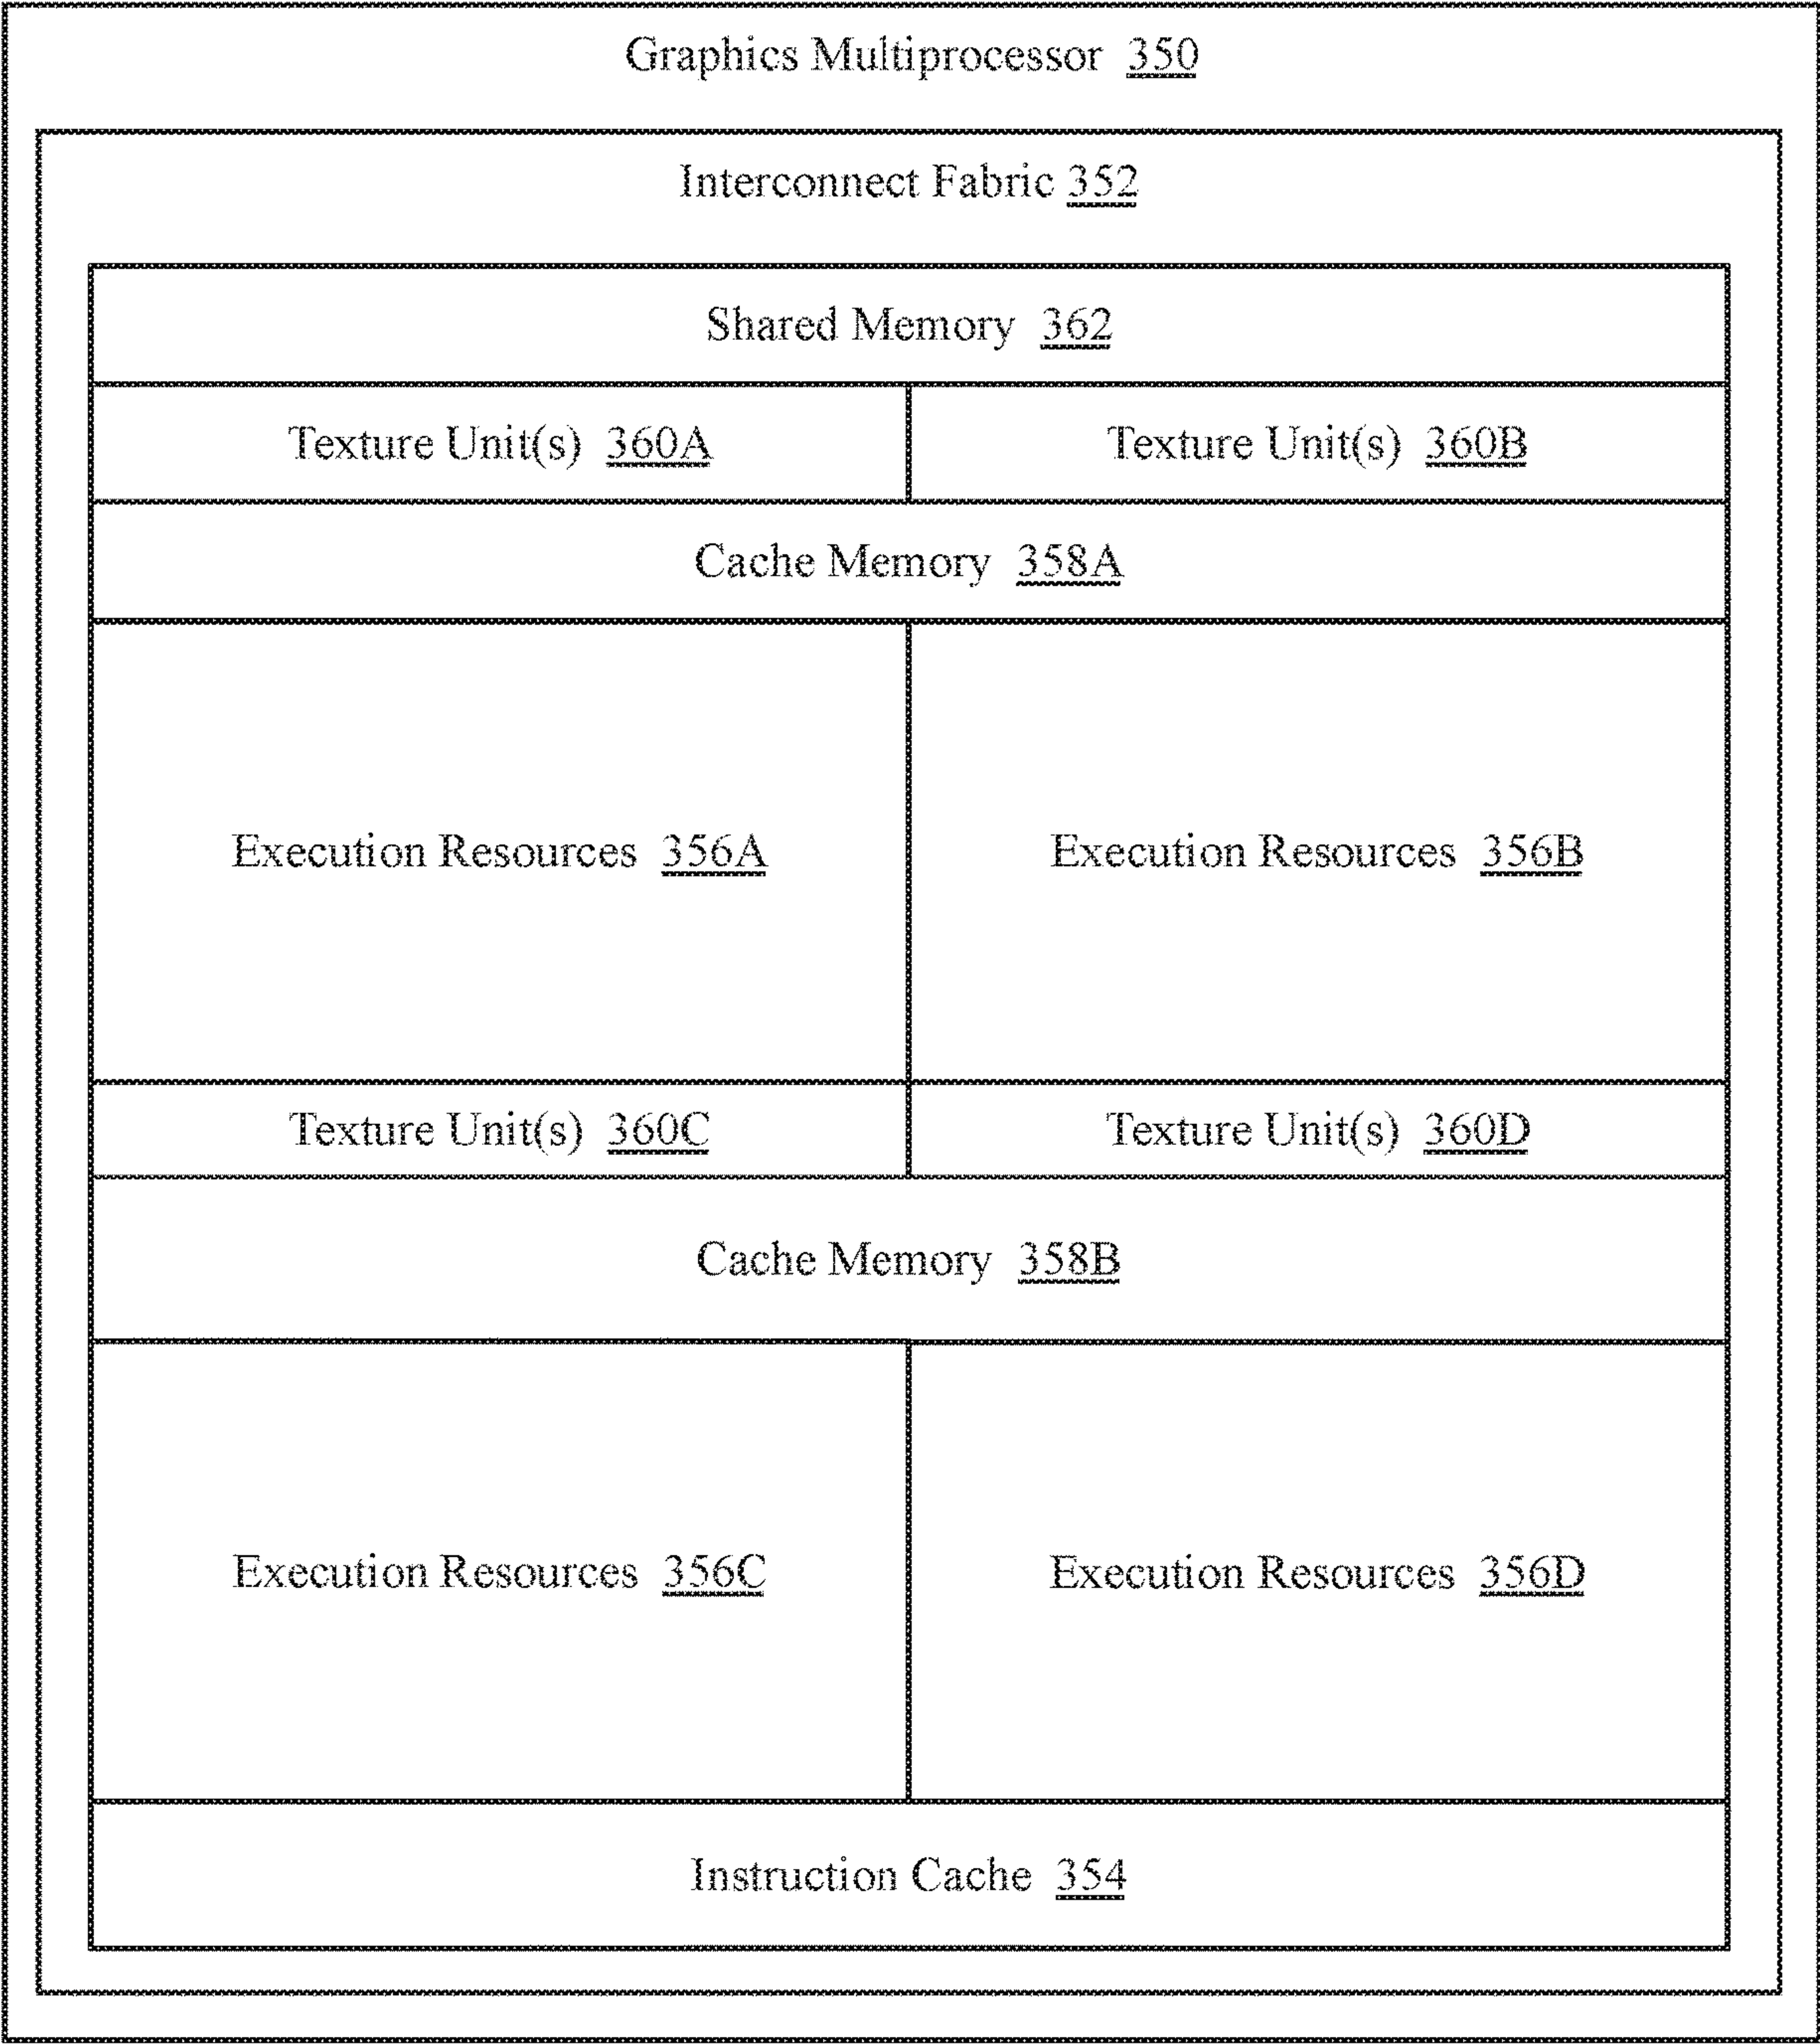 Graphics Multiprocessor 350
Interconnect Fabric 352
Shared Memory 362
Texture Unit(s) 360A
Texture Unit(s) 360B
Cache Memory 358A
Execution Resources 356A
Execution Resources 356B
Texture Unit(s) 360C
Texture Unit(s) 360D
Cache Memory 358B
Execution Resources 356C
Execution Resources 356D
Instruction Cache 354